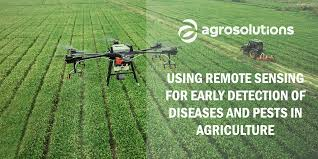 agrosolutions
USING REMOTE SENSING
FOR EARLY DETECTION OF
DISEASES AND PESTS IN
AGRICULTURE